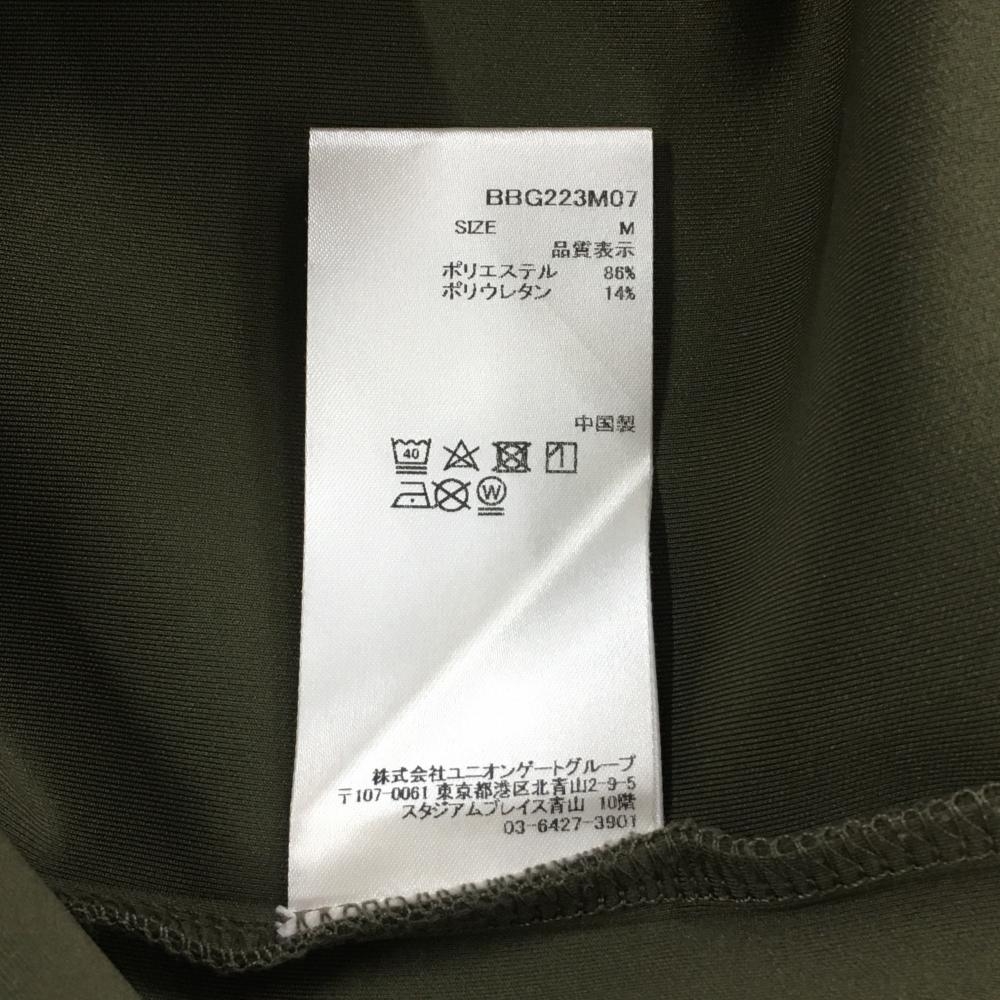 BBG223M07
SIZE M
品質表示
ポリエステル 86%
ポリウレタン 14%
中国製
40
W
株式会社ユニオンゲートグループ
〒107-0061 東京都港区北青山2-9-5
スタジアムプレイス青山 10階
03-6427-3901